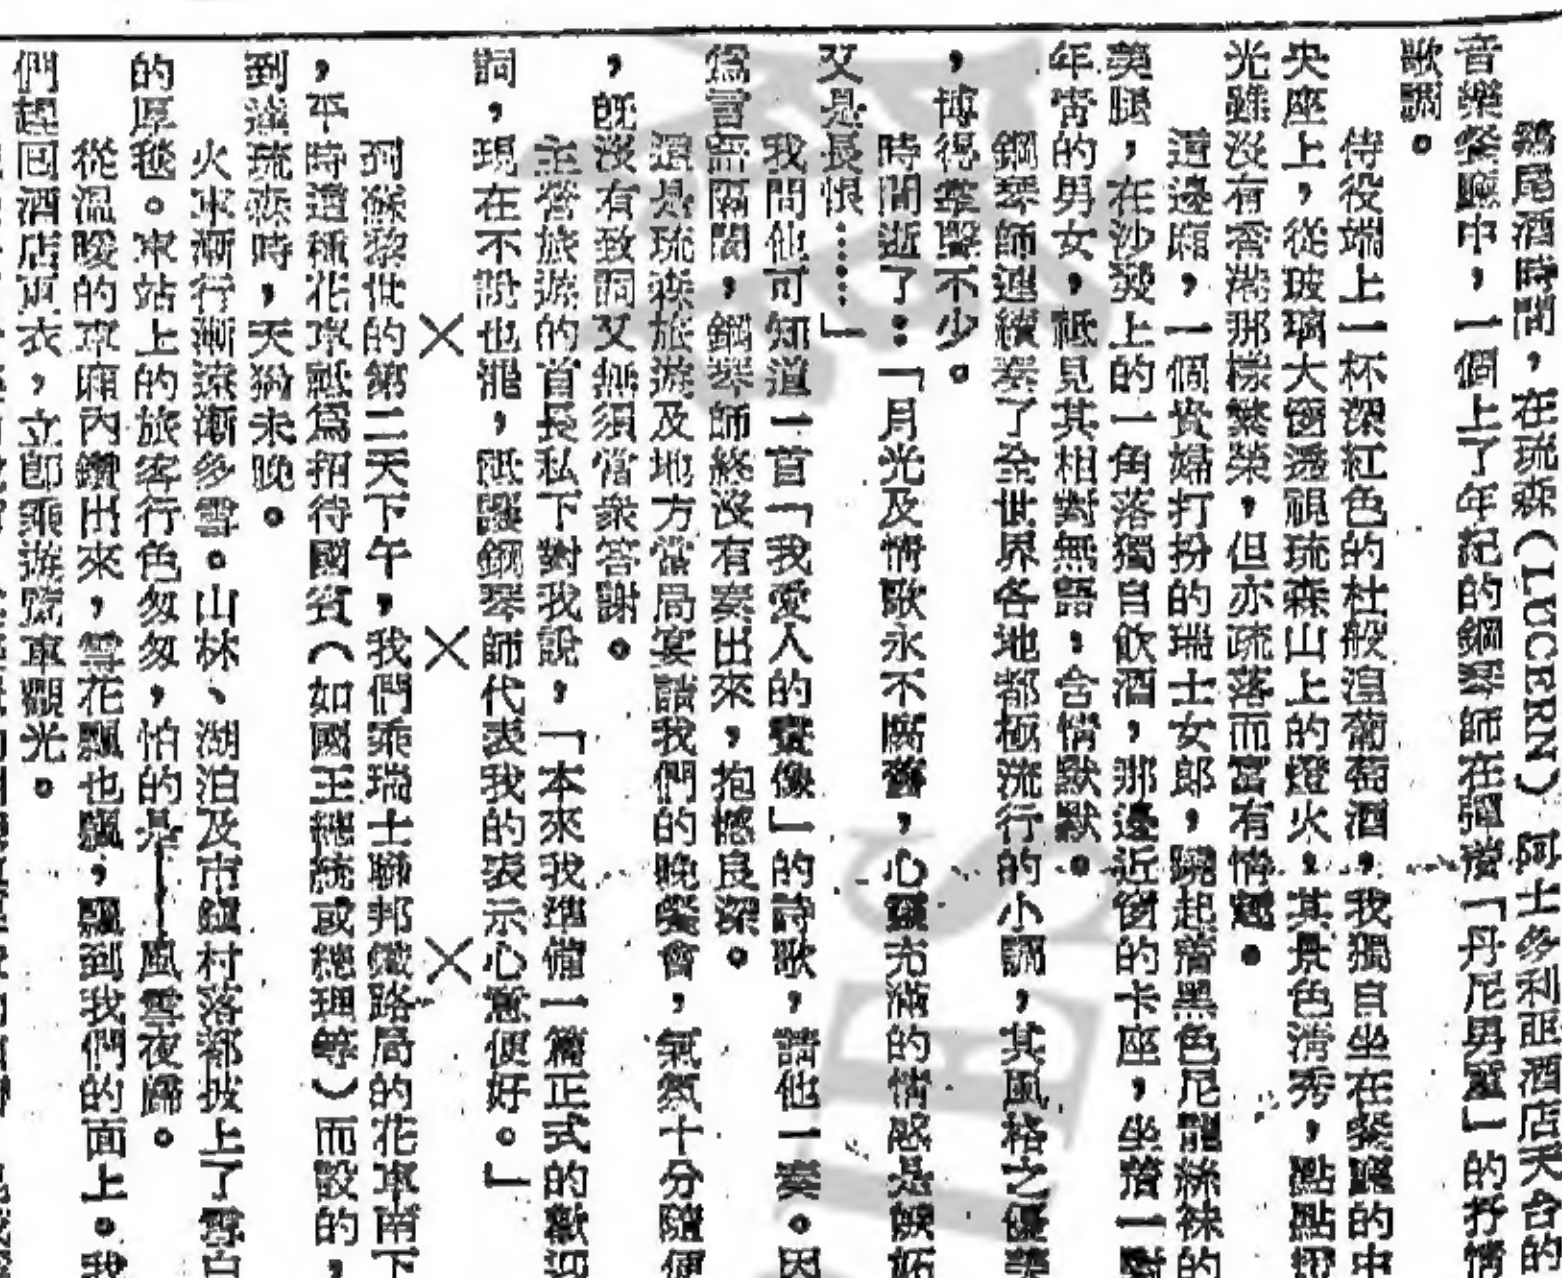 鷄尾酒時間，在琉森（LUCERN）阿士多利亞酒店天台的
音樂餐廳中，一個上了年紀的鋼琴師在彈着「丹尼男孩」的抒情
歌調。
侍役端上一杯深紅色的杜般湼葡萄酒，我獨自坐在餐廳的中
央座上，從玻璃大窗透視琉森山上的燈火，其景色淸秀，點點
光雖沒有香港那樣繁榮，但亦疏落而富有情趣。
這邊廂，一個貴婦打扮的瑞士女郎，蹺起着黑色尼龍絲袜的
美腿，在沙發上的一角落獨自飲酒，那邊近窗的卡座，坐着一對
年靑的男女，祇見其相對無語，含情默默。
鋼琴師連續奏了全世界各地都極流行的小調，其風格之優美
，博得掌聲不少。
時間逝了：「月光及情歌永不廢舊，心靈充滿的情感是
又是長恨……」
我問他可知道一首「我愛人的寶像」的詩歌，請他一奏。因
爲言語隔閡，鋼琴師終沒有奏出來，抱憾良深。
還是琉森旅遊及地方當局宴請我們的晚餐會，氣氛十分隨便
，旣沒有致詞又無須當衆答謝。
主管旅遊的首長私下對我說，「本來我準備一篇正式的歡迎
詞，現在不說也罷，祇讓鋼琴師代表我的表示心意便好。」
×　×　×
到蘇黎世的第二天下午，我們乘瑞士聯邦鐵路局的花車南下
，平時這種花車祇爲招待國賓（如國王總統或總理等）而設的，
到達琉森時，天猶未晚。
火車漸行漸遠漸多雪。山林、湖泊及市鎭村落都披上了雪白
的厚毯。車站上的旅客行色匆匆，怕的是——風雪夜歸。
從溫暖的車廂內鑽出來，雪花飄也飄，飄到我們的面上。我
們趕囘酒店更衣，立卽乘遊覽車觀光。